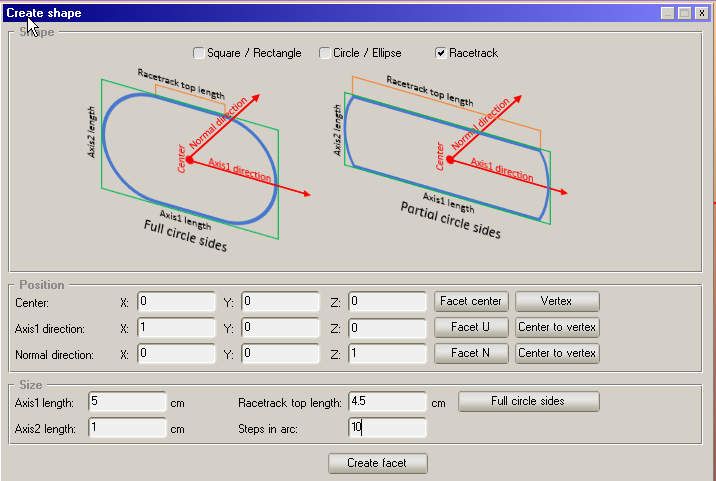 Create shape
Shape
Square / Rectangle Circle / Ellipse Racetrack
Racetrack top length
Axis2 length
Normal direction
Center
Axis1 direction
Axis1 length
Full circle sides
Racetrack top length
Axis2 length
Normal direction
Center
Axis1 direction
Axis1 length
Partial circle sides
Position
Center: X: 0 Y: 0 Z: 0 Facet center Vertex
Axis1 direction: X: 1 Y: 0 Z: 0 Facet U Center to vertex
Normal direction: X: 0 Y: 0 Z: 1 Facet N Center to vertex
Size
Axis1 length: 5 cm Racetrack top length: 4.5 cm Full circle sides
Axis2 length: 1 cm Steps in arc: 10
Create facet